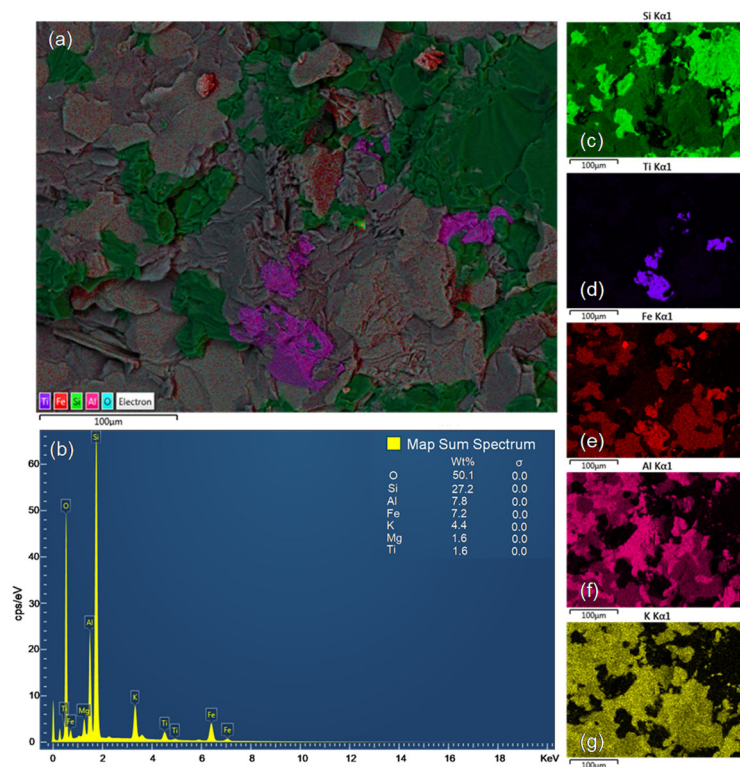 (a)
Ti Fe Si Al O Electron
100µm
(b)
Map Sum Spectrum
Wt% σ
O 50.1 0.0
Si 27.2 0.0
Al 7.8 0.0
Fe 7.2 0.0
K 4.4 0.0
Mg 1.6 0.0
Ti 1.6 0.0
cps/eV
60
50
40
30
20
10
0
Si
O
Al
Ti
Fe
Mg
K
Ti
Ti
Fe
Fe
0 2 4 6 8 10 12 14 16 18 KeV
Si Kα1
(c)
100µm
Ti Kα1
(d)
100µm
Fe Kα1
(e)
100µm
Al Kα1
(f)
100µm
K Kα1
(g)
100µm